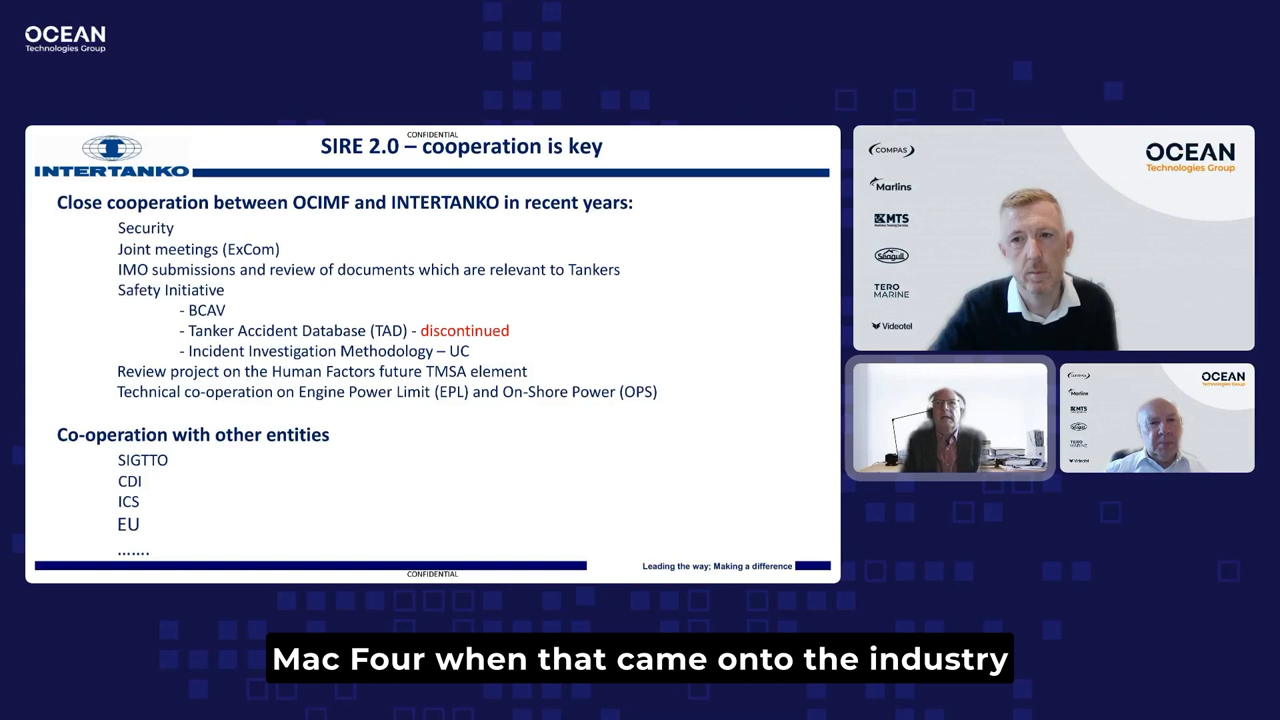 OCEAN
Technologies Group
CONFIDENTIAL
INTERTANKO
SIRE 2.0 – cooperation is key
Close cooperation between OCIMF and INTERTANKO in recent years:
Security
Joint meetings (ExCom)
IMO submissions and review of documents which are relevant to Tankers
Safety Initiative
- BCAV
- Tanker Accident Database (TAD) - discontinued
- Incident Investigation Methodology – UC
Review project on the Human Factors future TMSA element
Technical co-operation on Engine Power Limit (EPL) and On-Shore Power (OPS)
Co-operation with other entities
SIGTTO
CDI
ICS
EU
…….
Leading the way; Making a difference
CONFIDENTIAL
COMPAS
Marlins
MTS
Seagull
TERO
MARINE
Videotel
OCEAN
Technologies Group
OCEAN
Technologies Group
Marlins
MTS
TERO
MARINE
Videotel
Mac Four when that came onto the industry